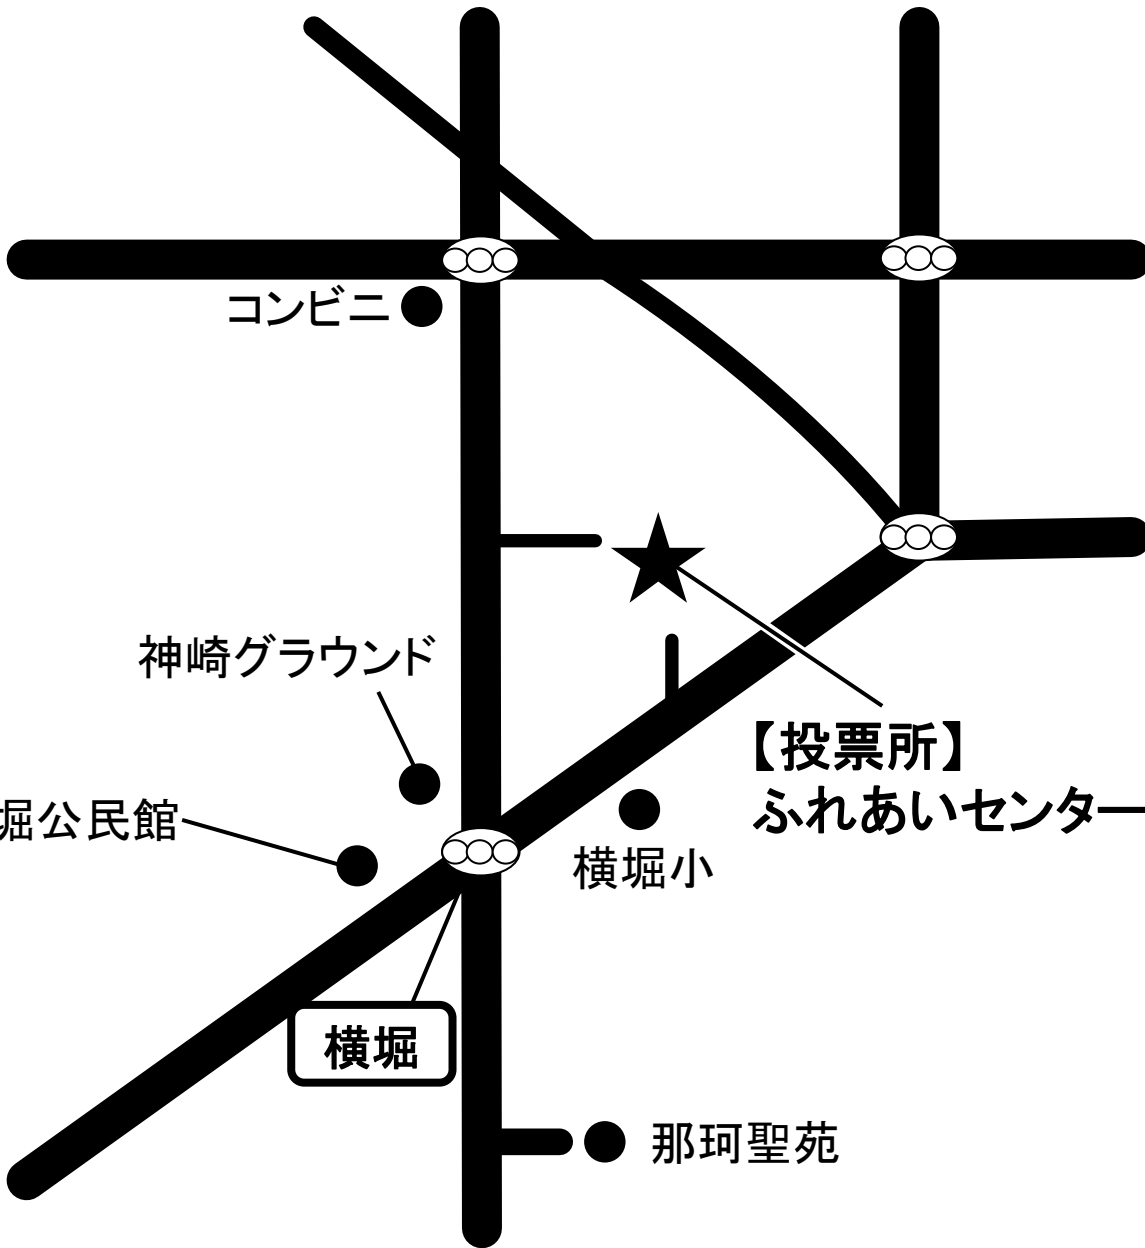 コンビニ
神崎グラウンド
【投票所】
ふれあいセンター
堀公民館
横堀小
横堀
那珂聖苑